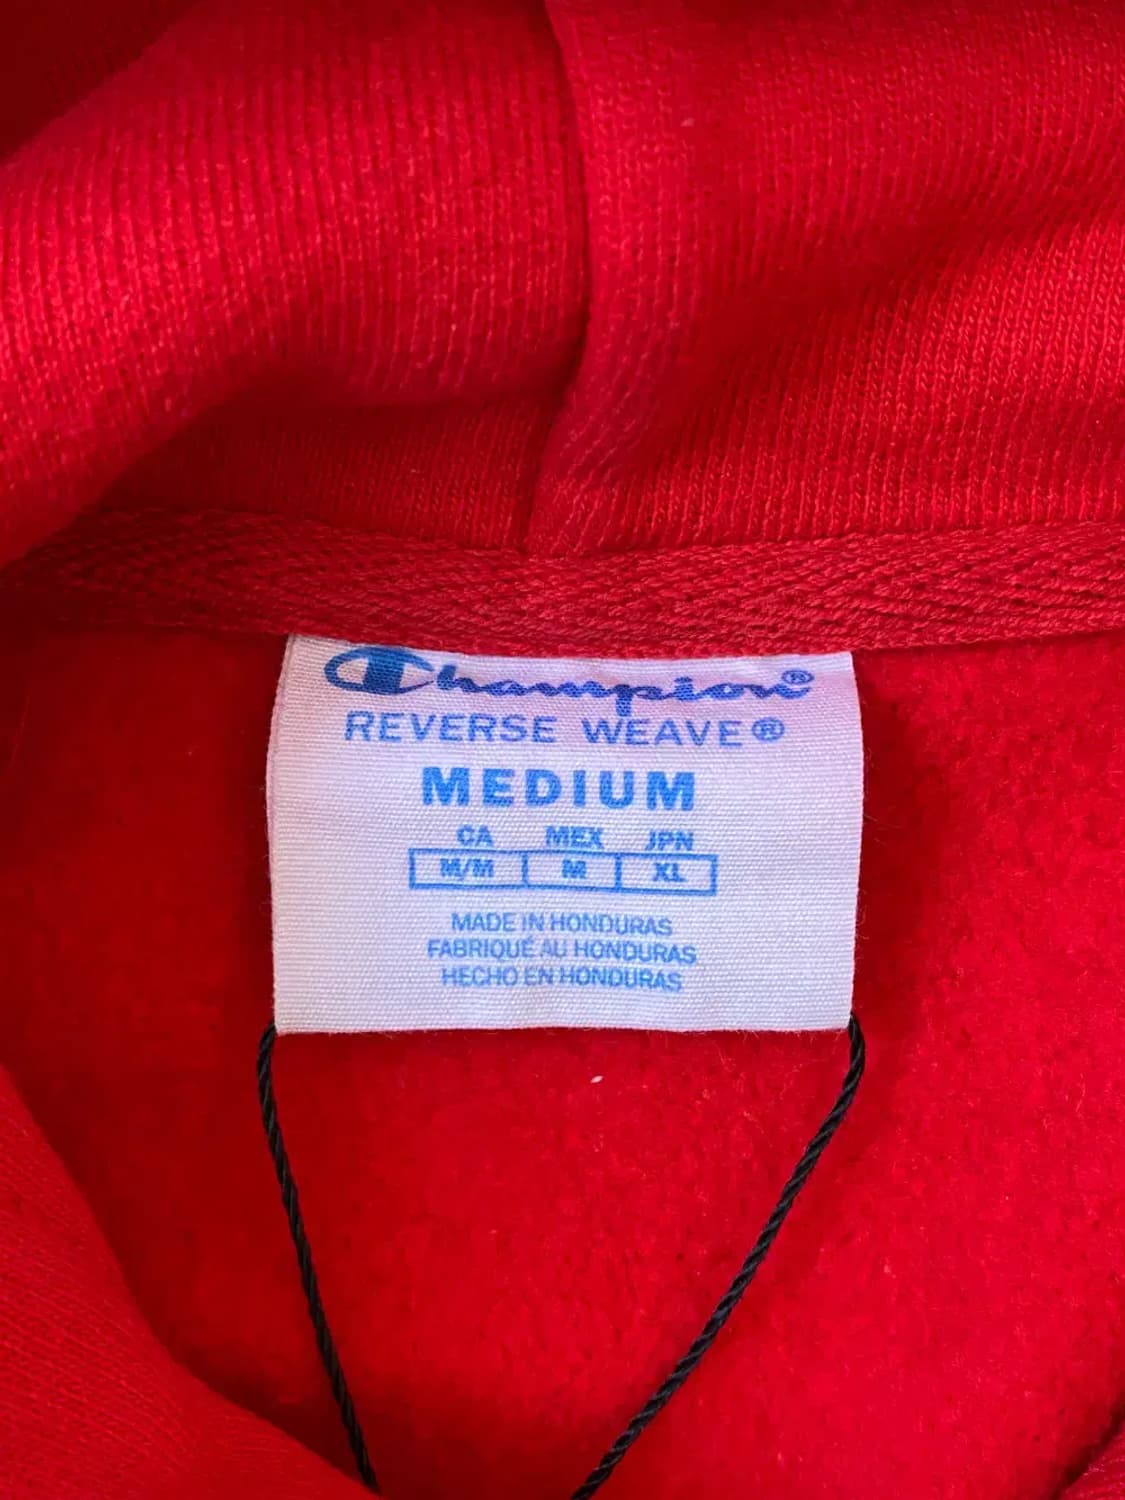 Champion®
REVERSE WEAVE®
MEDIUM
CA MEX JPN
M/M M XL
MADE IN HONDURAS
FABRIQUÉ AU HONDURAS
HECHO EN HONDURAS